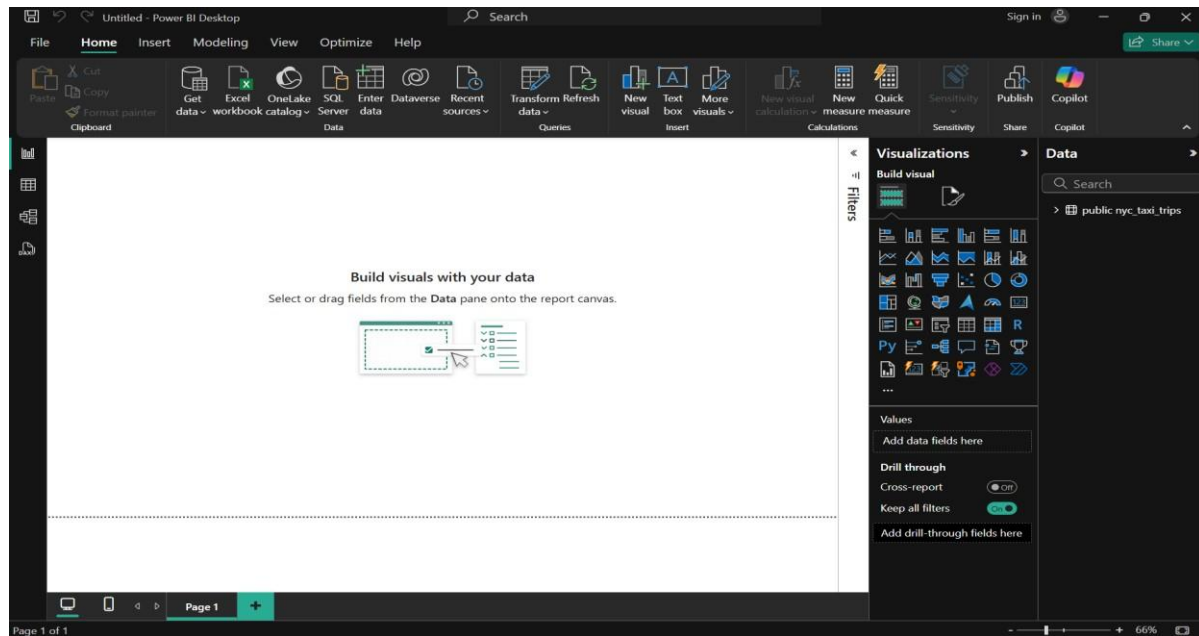 Untitled - Power BI Desktop
Search
Sign in
File Home Insert Modeling View Optimize Help
Share
Paste
Cut
Copy
Format painter
Clipboard
Get data
Excel workbook
OneLake catalog
SQL Server
Enter data
Dataverse
Recent sources
Data
Transform data
Refresh
Queries
New visual
Text box
More visuals
Insert
New visual calculation
New measure
Quick measure
Calculations
Sensitivity
Sensitivity
Publish
Share
Copilot
Copilot
Build visuals with your data
Select or drag fields from the Data pane onto the report canvas.
Filters
Visualizations
Build visual
123
R
Py
...
Values
Add data fields here
Drill through
Cross-report
Off
Keep all filters
On
Add drill-through fields here
Data
Search
public nyc_taxi_trips
Page 1
Page 1 of 1
66%